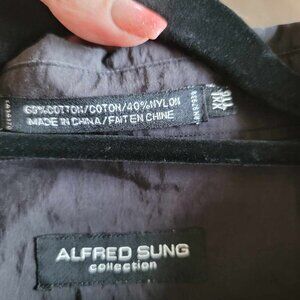 60% COTTON/COTON/40% NYLON
MADE IN CHINA/FAIT EN CHINE
ALFRED SUNG
collection